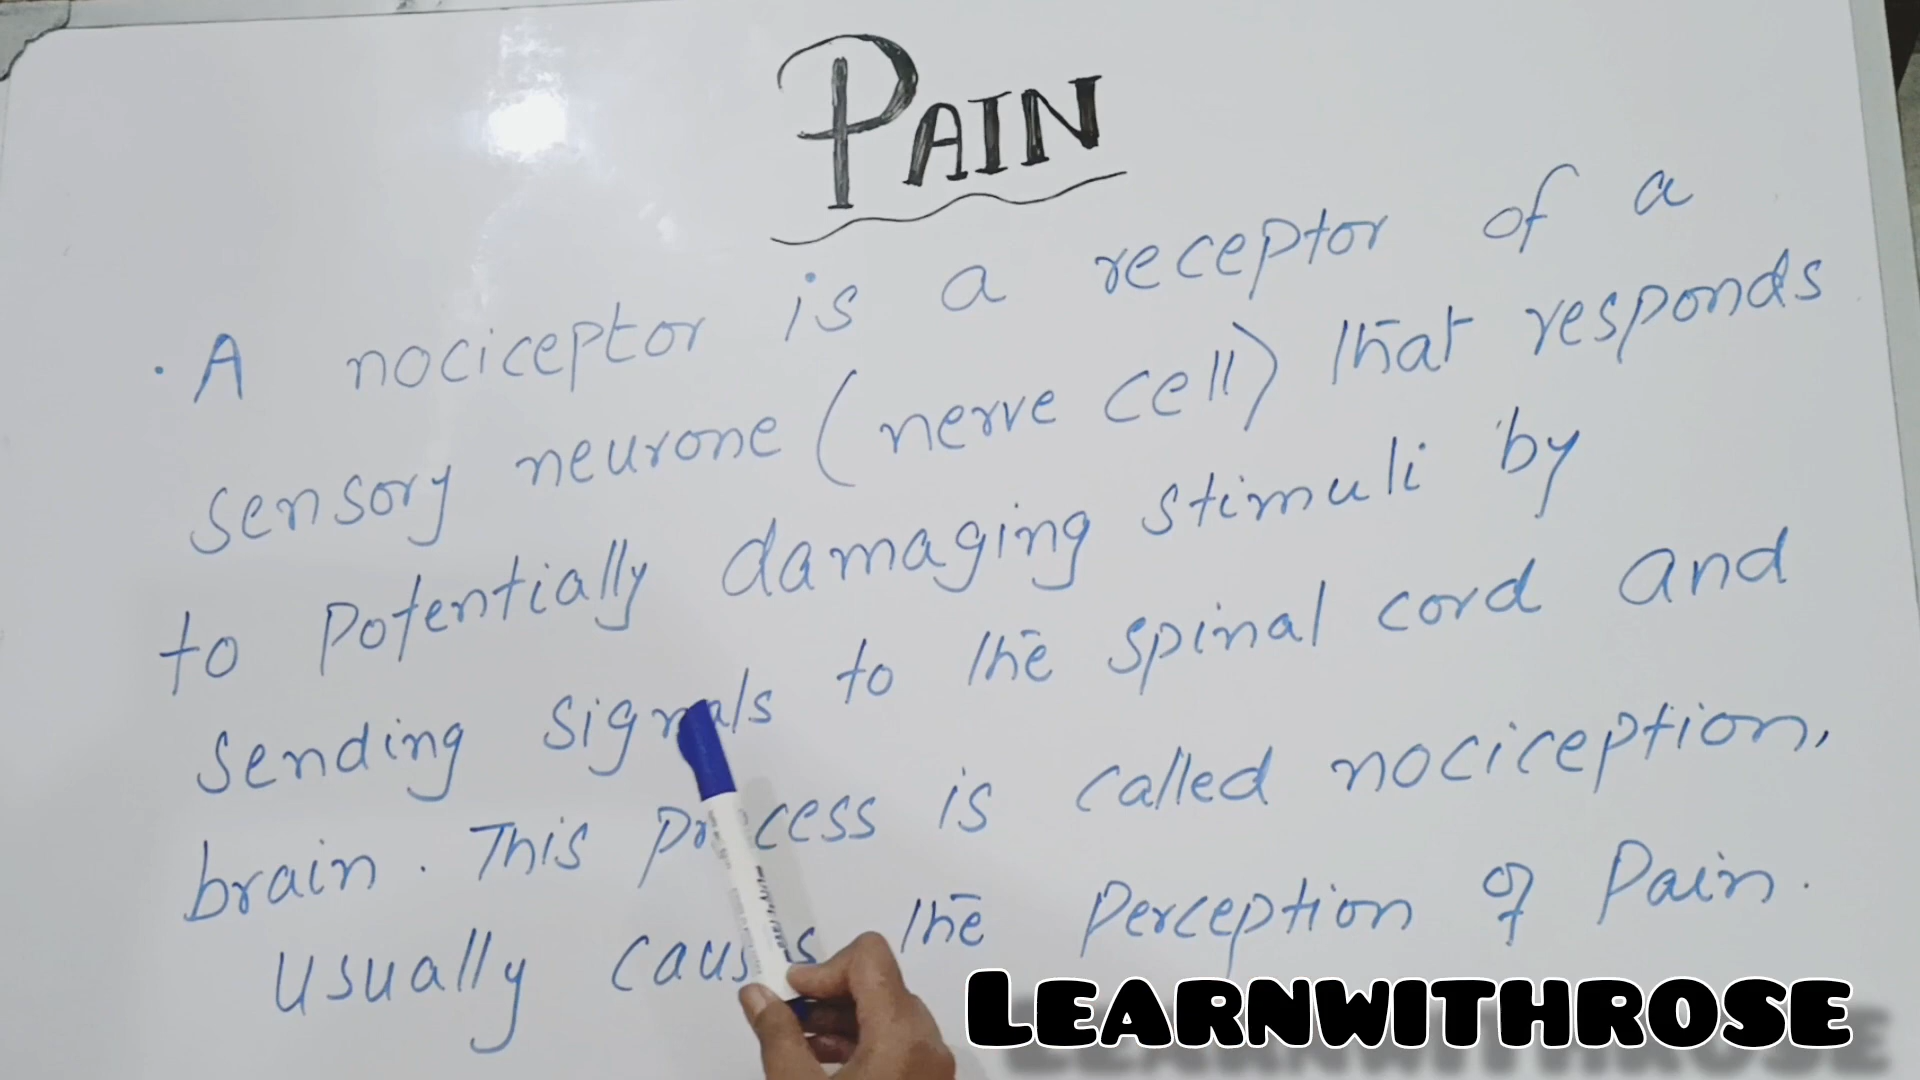 PAIN
· A nociceptor is a receptor of a
sensory neurone (nerve cell) that responds
to potentially damaging stimuli by
sending signals to the spinal cord and
brain. This process is called nociception,
usually causes the perception of Pain.
LEARNWITHROSE